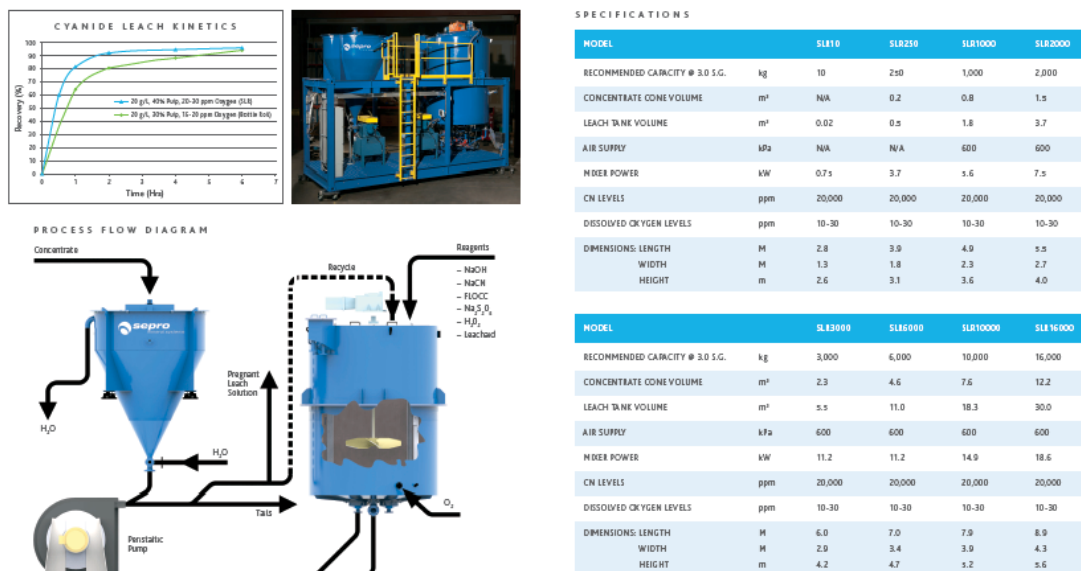 CYANIDE LEACH KINETICS
Recovery (%)
100
90
80
70
60
50
40
30
20
10
0
20 g/L, 40% Pulp, 20-30 ppm Oxygen (SLR)
20 g/L, 30% Pulp, 15-20 ppm Oxygen (Bottle Roll)
0 1 2 3 4 5 6 7
Time (Hrs)
sepro
PROCESS FLOW DIAGRAM
Concentrate
sepro
H₂O
H₂O
Peristaltic
Pump
Pregnant
Leach
Solution
Tails
Recycle
Reagents
– NaOH
– NaCN
– FLOCC
– H₂O₂
– Leachaid
O₂
SPECIFICATIONS
MODEL SLR10 SLR250 SLR1000 SLR2000
RECOMMENDED CAPACITY @ 3.0 S.G. kg 10 250 1,000 2,000
CONCENTRATE CONE VOLUME m³ N/A 0.2 0.8 1.5
LEACH TANK VOLUME m³ 0.02 0.5 1.8 3.7
AIR SUPPLY kPa N/A N/A 600 600
MIXER POWER kW 0.75 3.7 5.6 7.5
CN LEVELS ppm 20,000 20,000 20,000 20,000
DISSOLVED OXYGEN LEVELS ppm 10-30 10-30 10-30 10-30
DIMENSIONS: LENGTH M 2.8 3.9 4.9 5.5
WIDTH M 1.3 1.8 2.3 2.7
HEIGHT m 2.6 3.1 3.6 4.0
MODEL SLR3000 SLR6000 SLR10000 SLR16000
RECOMMENDED CAPACITY @ 3.0 S.G. kg 3,000 6,000 10,000 16,000
CONCENTRATE CONE VOLUME m³ 2.3 4.6 7.6 12.2
LEACH TANK VOLUME m³ 5.5 11.0 18.3 30.0
AIR SUPPLY kPa 600 600 600 600
MIXER POWER kW 11.2 11.2 14.9 18.6
CN LEVELS ppm 20,000 20,000 20,000 20,000
DISSOLVED OXYGEN LEVELS ppm 10-30 10-30 10-30 10-30
DIMENSIONS: LENGTH M 6.0 7.0 7.9 8.9
WIDTH M 2.9 3.4 3.9 4.3
HEIGHT m 4.2 4.7 5.2 5.6